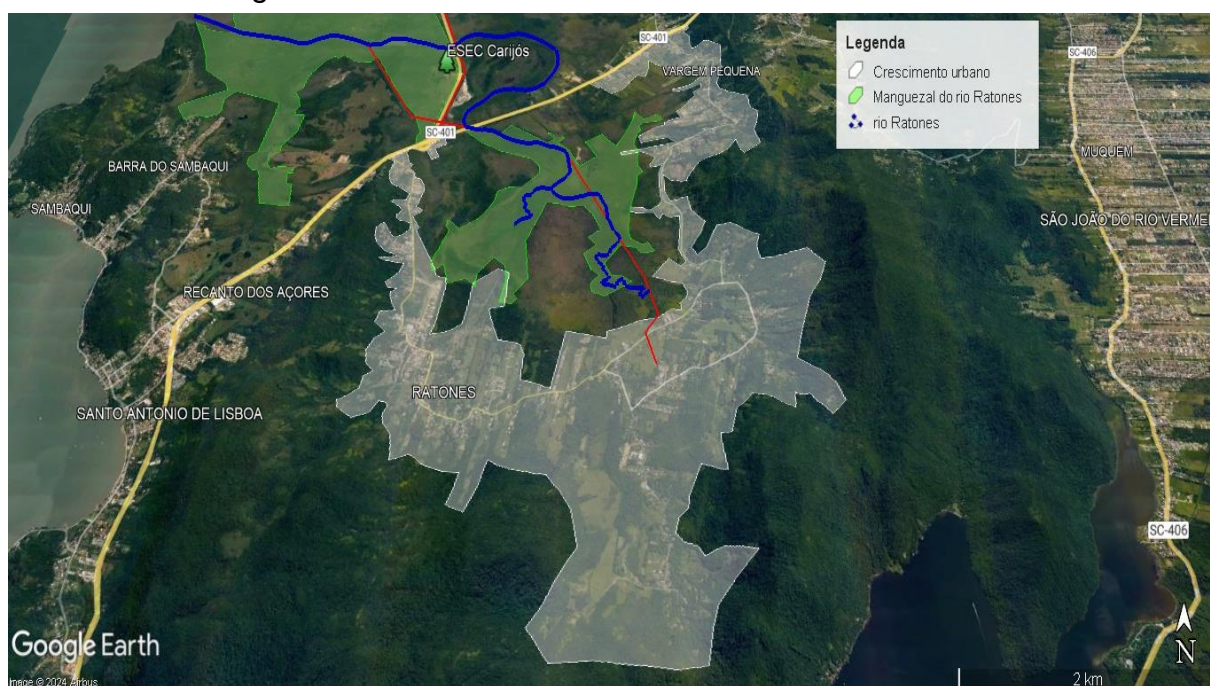 ESEC Carijós
SC-401
VARGEM PEQUENA
SC-401
BARRA DO SAMBAQUI
SAMBAQUI
RECANTO DOS AÇORES
SANTO ANTONIO DE LISBOA
RATONES
Legenda
Crescimento urbano
Manguezal do rio Ratones
rio Ratones
SC-406
MUQUEM
SÃO JOÃO DO RIO VERMEL
SC-406
Google Earth
Image © 2024 Airbus
2 km
N